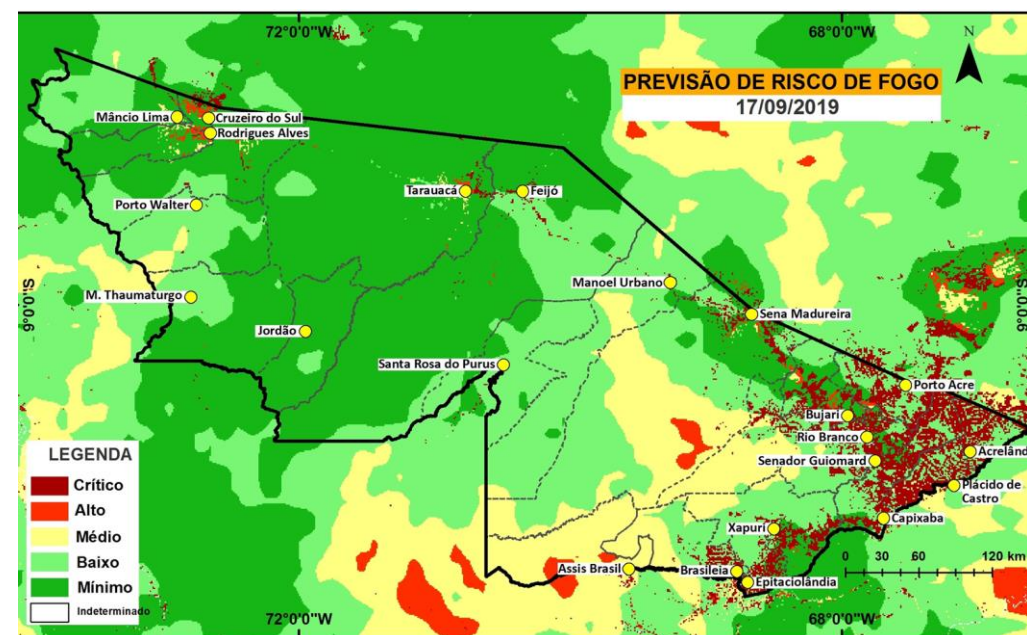 72°0'0"W
68°0'0"W
N
PREVISÃO DE RISCO DE FOGO
17/09/2019
Mâncio Lima
Cruzeiro do Sul
Rodrigues Alves
Tarauacá
Feijó
Porto Walter
Manoel Urbano
M. Thaumaturgo
9°0'0"S
9°0'0"S
Sena Madureira
Jordão
Santa Rosa do Purus
Porto Acre
Bujari
Rio Branco
Acreland
Senador Guiomard
Plácido de
Castro
Capixaba
Xapuri
Assis Brasil
Brasileia
Epitaciolândia
0 30 60 120 km
LEGENDA
Crítico
Alto
Médio
Baixo
Mínimo
Indeterminado
72°0'0"W
68°0'0"W